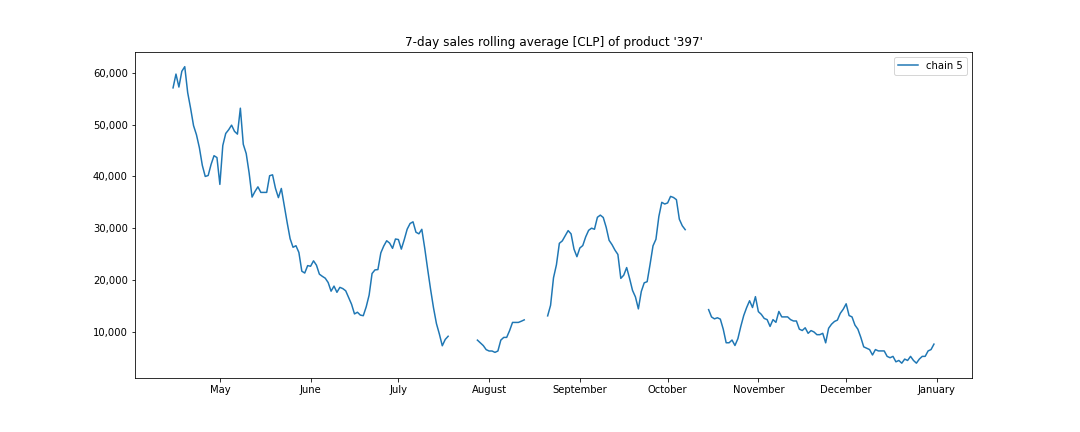 7-day sales rolling average [CLP] of product '397'
chain 5
60,000
50,000
40,000
30,000
20,000
10,000
May June July August September October November December January